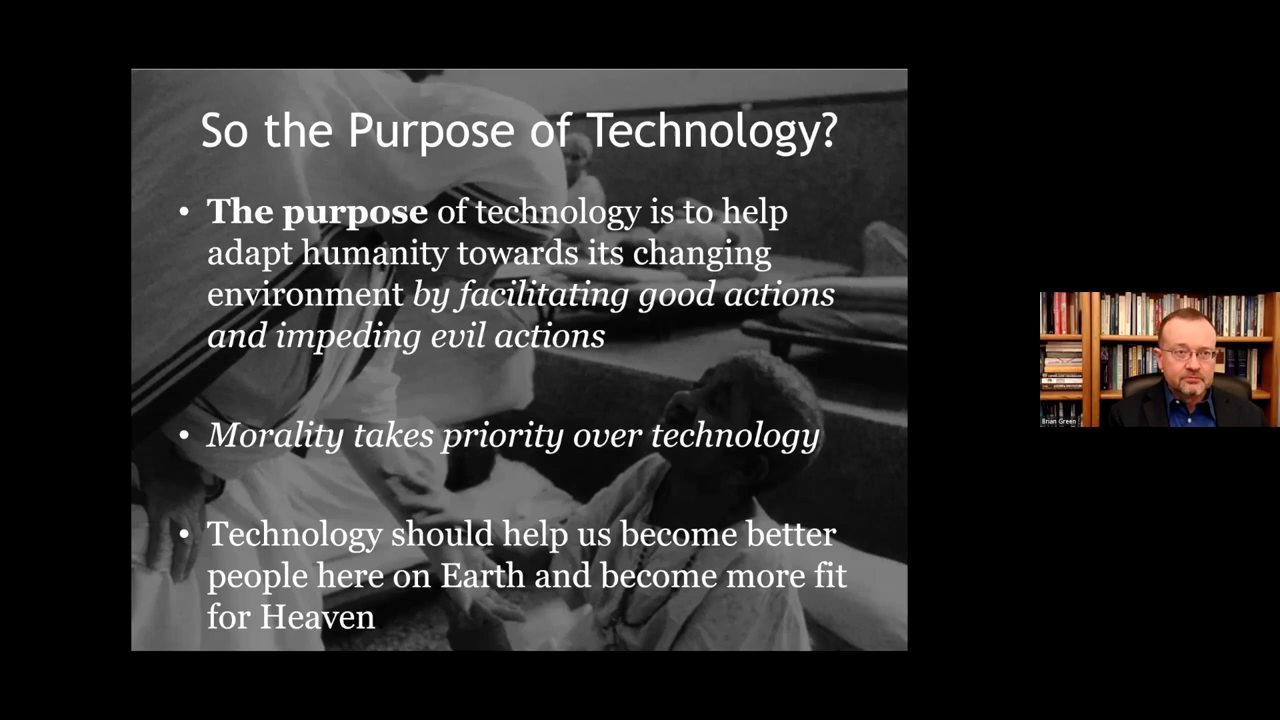 So the Purpose of Technology?
• The purpose of technology is to help
adapt humanity towards its changing
environment by facilitating good actions
and impeding evil actions
• Morality takes priority over technology
• Technology should help us become better
people here on Earth and become more fit
for Heaven
Brian Green